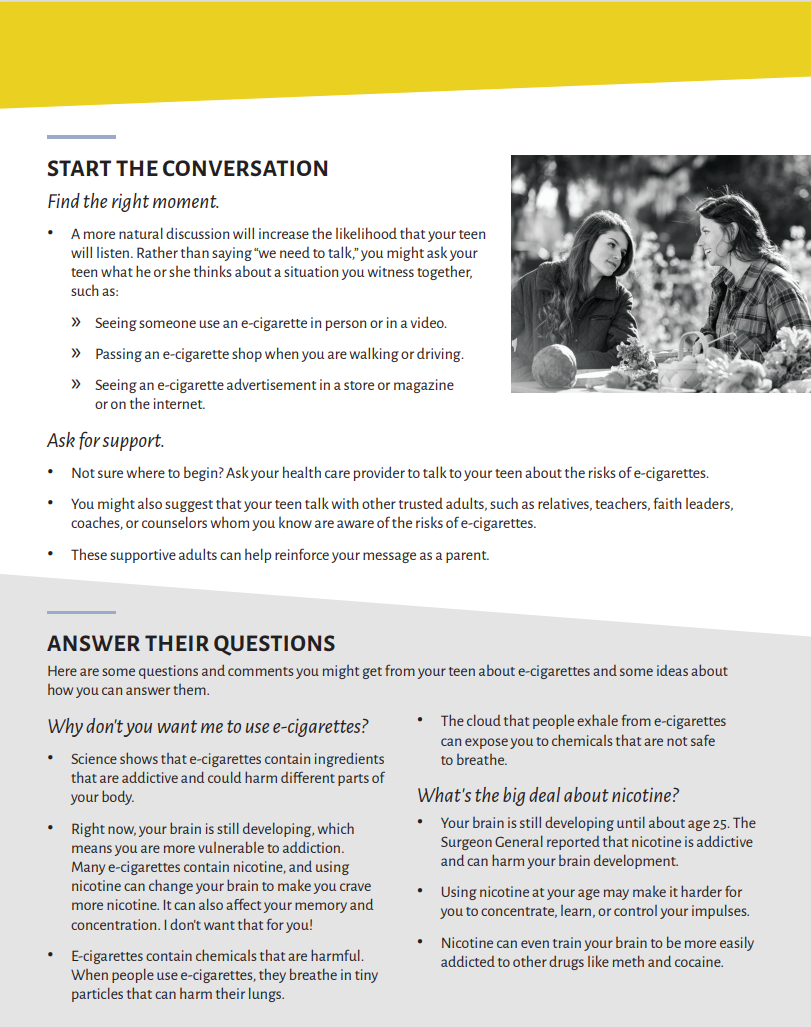 START THE CONVERSATION
Find the right moment.
• A more natural discussion will increase the likelihood that your teen
will listen. Rather than saying “we need to talk,” you might ask your
teen what he or she thinks about a situation you witness together,
such as:
» Seeing someone use an e-cigarette in person or in a video.
» Passing an e-cigarette shop when you are walking or driving.
» Seeing an e-cigarette advertisement in a store or magazine
or on the internet.
Ask for support.
• Not sure where to begin? Ask your health care provider to talk to your teen about the risks of e-cigarettes.
• You might also suggest that your teen talk with other trusted adults, such as relatives, teachers, faith leaders,
coaches, or counselors whom you know are aware of the risks of e-cigarettes.
• These supportive adults can help reinforce your message as a parent.
ANSWER THEIR QUESTIONS
Here are some questions and comments you might get from your teen about e-cigarettes and some ideas about
how you can answer them.
Why don't you want me to use e-cigarettes?
• Science shows that e-cigarettes contain ingredients
that are addictive and could harm different parts of
your body.
• Right now, your brain is still developing, which
means you are more vulnerable to addiction.
Many e-cigarettes contain nicotine, and using
nicotine can change your brain to make you crave
more nicotine. It can also affect your memory and
concentration. I don't want that for you!
• E-cigarettes contain chemicals that are harmful.
When people use e-cigarettes, they breathe in tiny
particles that can harm their lungs.
• The cloud that people exhale from e-cigarettes
can expose you to chemicals that are not safe
to breathe.
What's the big deal about nicotine?
• Your brain is still developing until about age 25. The
Surgeon General reported that nicotine is addictive
and can harm your brain development.
• Using nicotine at your age may make it harder for
you to concentrate, learn, or control your impulses.
• Nicotine can even train your brain to be more easily
addicted to other drugs like meth and cocaine.